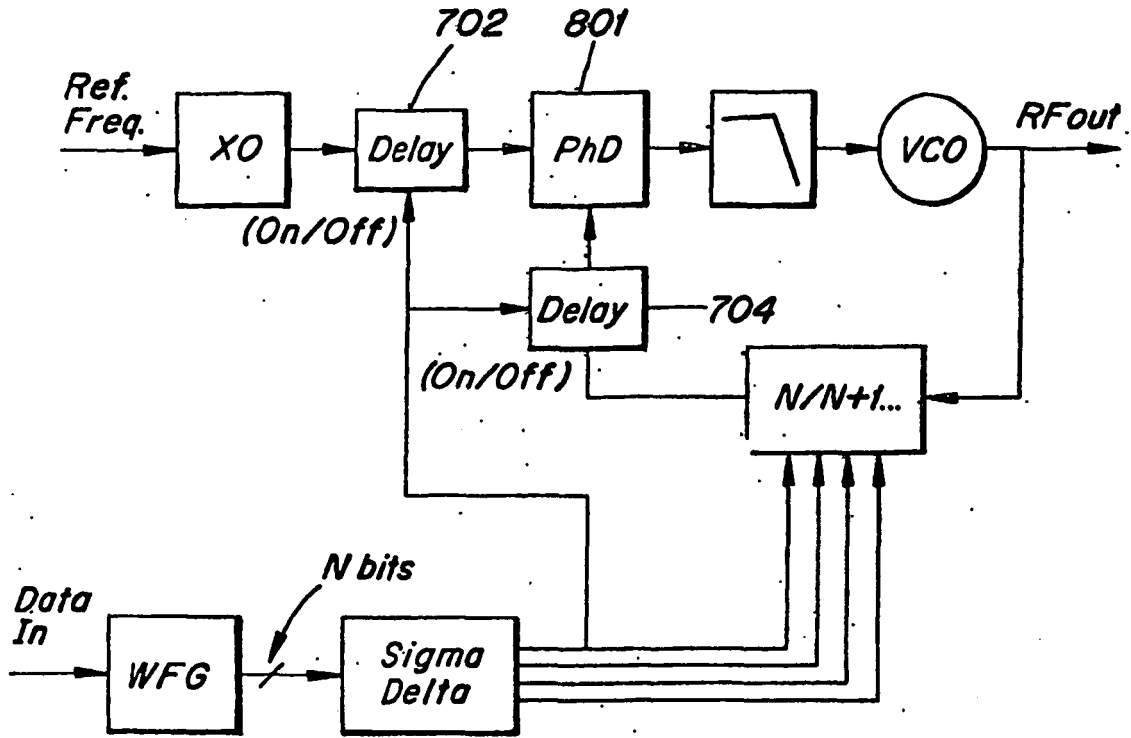 702
801
Ref.
Freq.
XO
Delay
PhD
VCO
RFout
(On/Off)
Delay
704
(On/Off)
N/N+1...
N bits
Data
In
WFG
Sigma
Delta